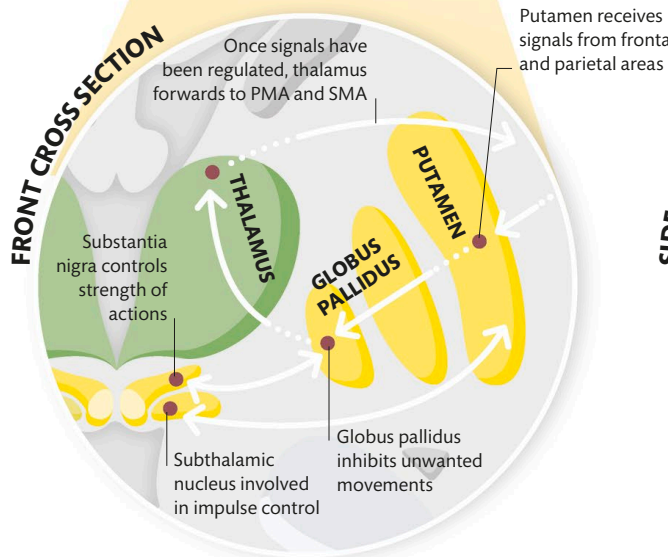 Putamen receives
signals from fronta
and parietal areas
Once signals have
been regulated, thalamus
forwards to PMA and SMA
FRONT CROSS SECTION
THALAMUS
GLOBUS
PALLIDUS
PUTAMEN
Substantia
nigra controls
strength of
actions
Subthalamic
nucleus involved
in impulse control
Globus pallidus
inhibits unwanted
movements
SIDE